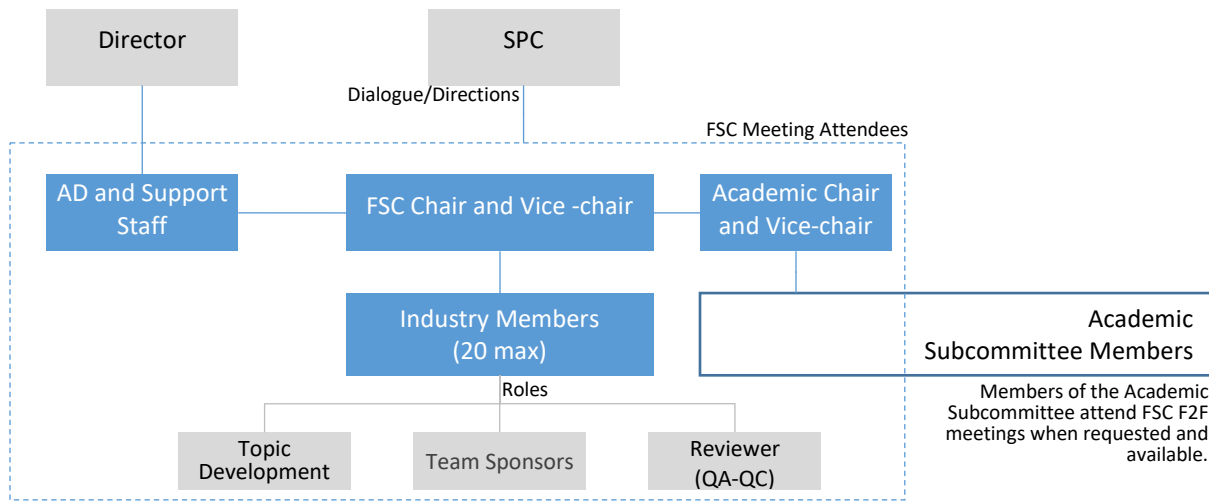 Director
SPC
Dialogue/Directions
FSC Meeting Attendees
AD and Support
Staff
FSC Chair and Vice -chair
Academic Chair
and Vice-chair
Industry Members
(20 max)
Academic
Subcommittee Members
Roles
Members of the Academic
Subcommittee attend FSC F2F
meetings when requested and
available.
Topic
Development
Team Sponsors
Reviewer
(QA-QC)